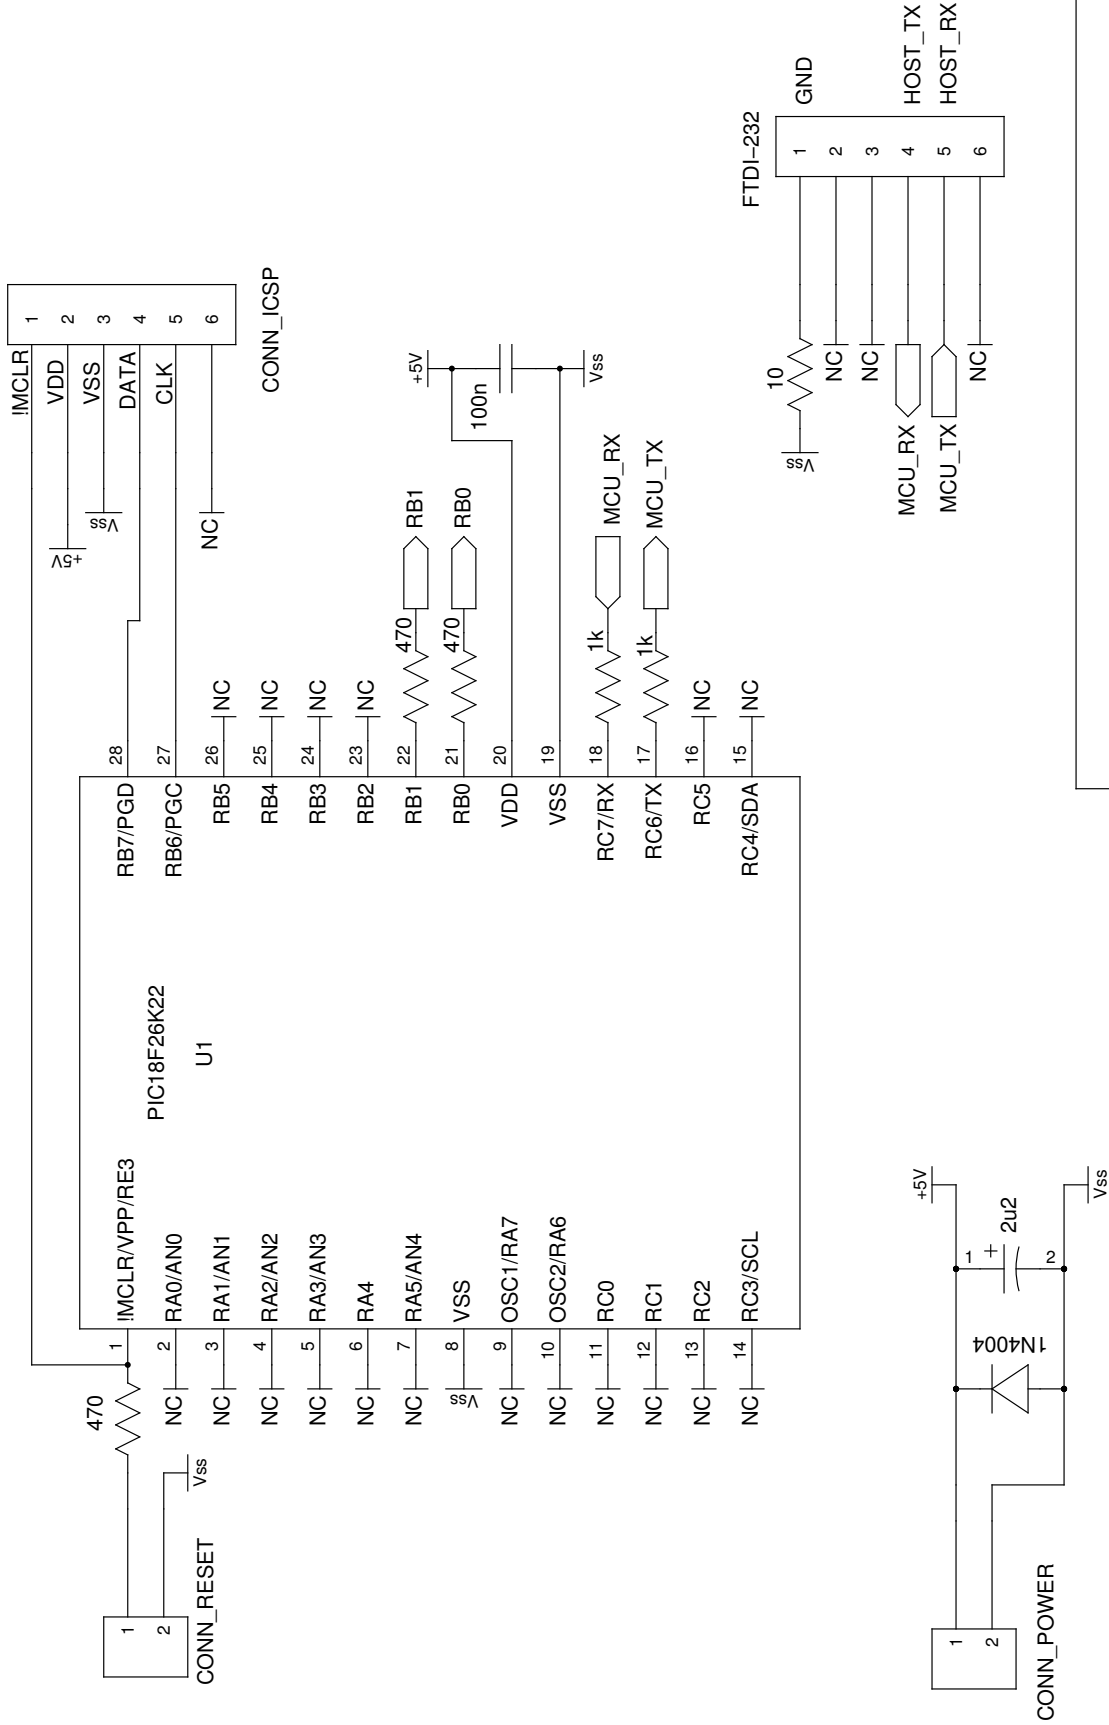 CONN_RESET
1
2
470
Vss
!MCLR
VDD
VSS
DATA
CLK
1
2
3
4
5
6
CONN_ICSP
+5V
Vss
NC
PIC18F26K22
U1
1
!MCLR/VPP/RE3
NC
2
RA0/AN0
NC
3
RA1/AN1
NC
4
RA2/AN2
NC
5
RA3/AN3
NC
6
RA4
NC
7
RA5/AN4
Vss
8
VSS
NC
9
OSC1/RA7
NC
10
OSC2/RA6
NC
11
RC0
NC
12
RC1
NC
13
RC2
NC
14
RC3/SCL
RB7/PGD
28
RB6/PGC
27
RB5
26
NC
RB4
25
NC
RB3
24
NC
RB2
23
NC
RB1
22
470
RB1
RB0
21
470
RB0
VDD
20
VSS
19
RC7/RX
18
1k
MCU_RX
RC6/TX
17
1k
MCU_TX
RC5
16
NC
RC4/SDA
15
NC
+5V
100n
Vss
FTDI-232
Vss
10
1
GND
NC
2
NC
3
MCU_RX
4
HOST_TX
MCU_TX
5
HOST_RX
NC
6
CONN_POWER
1
2
1N4004
1
+
2u2
2
+5V
Vss